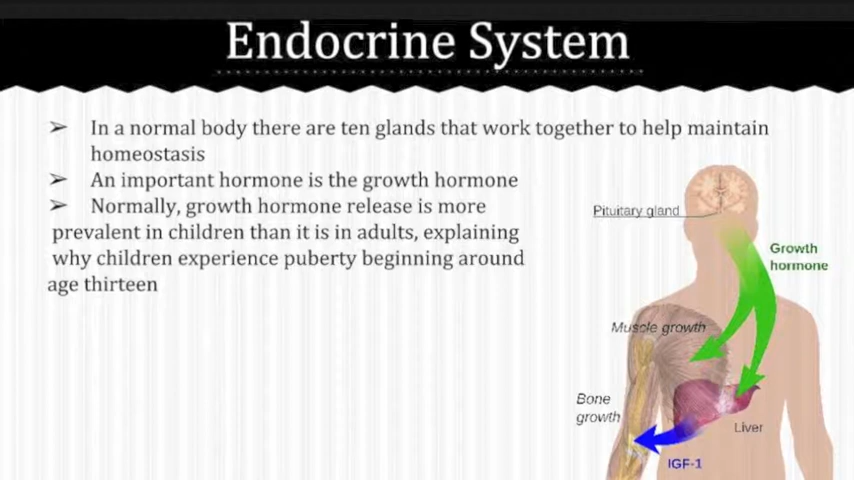 Endocrine System
➢ In a normal body there are ten glands that work together to help maintain
homeostasis
➢ An important hormone is the growth hormone
➢ Normally, growth hormone release is more
prevalent in children than it is in adults, explaining
why children experience puberty beginning around
age thirteen
Pituitary gland
Growth
hormone
Muscle growth
Bone
growth
Liver
IGF-1